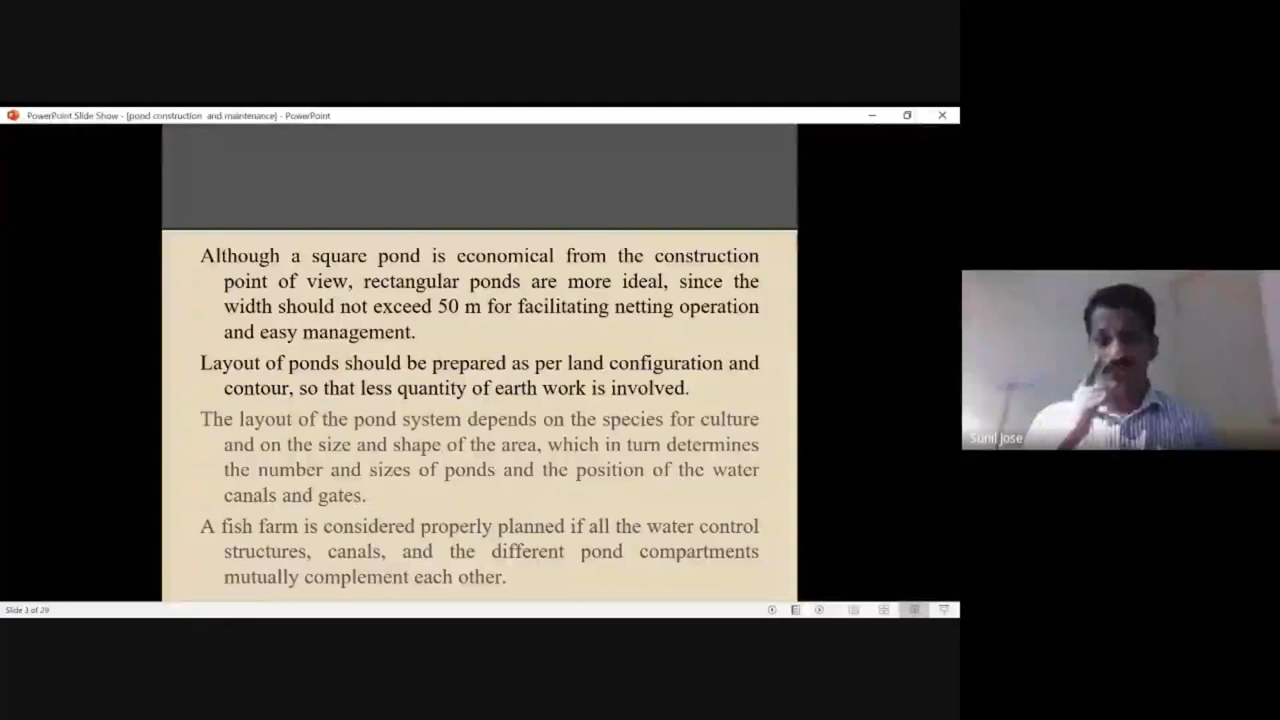 PowerPoint Slide Show - [pond construction and maintenance] - PowerPoint
Although a square pond is economical from the construction
point of view, rectangular ponds are more ideal, since the
width should not exceed 50 m for facilitating netting operation
and easy management.
Layout of ponds should be prepared as per land configuration and
contour, so that less quantity of earth work is involved.
The layout of the pond system depends on the species for culture
and on the size and shape of the area, which in turn determines
the number and sizes of ponds and the position of the water
canals and gates.
A fish farm is considered properly planned if all the water control
structures, canals, and the different pond compartments
mutually complement each other.
Sunil Jose
Slide 3 of 29